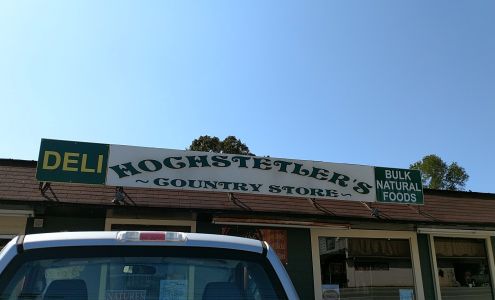 DELI
HOCHSTETLER'S
~COUNTRY STORE~
BULK
NATURAL
FOODS